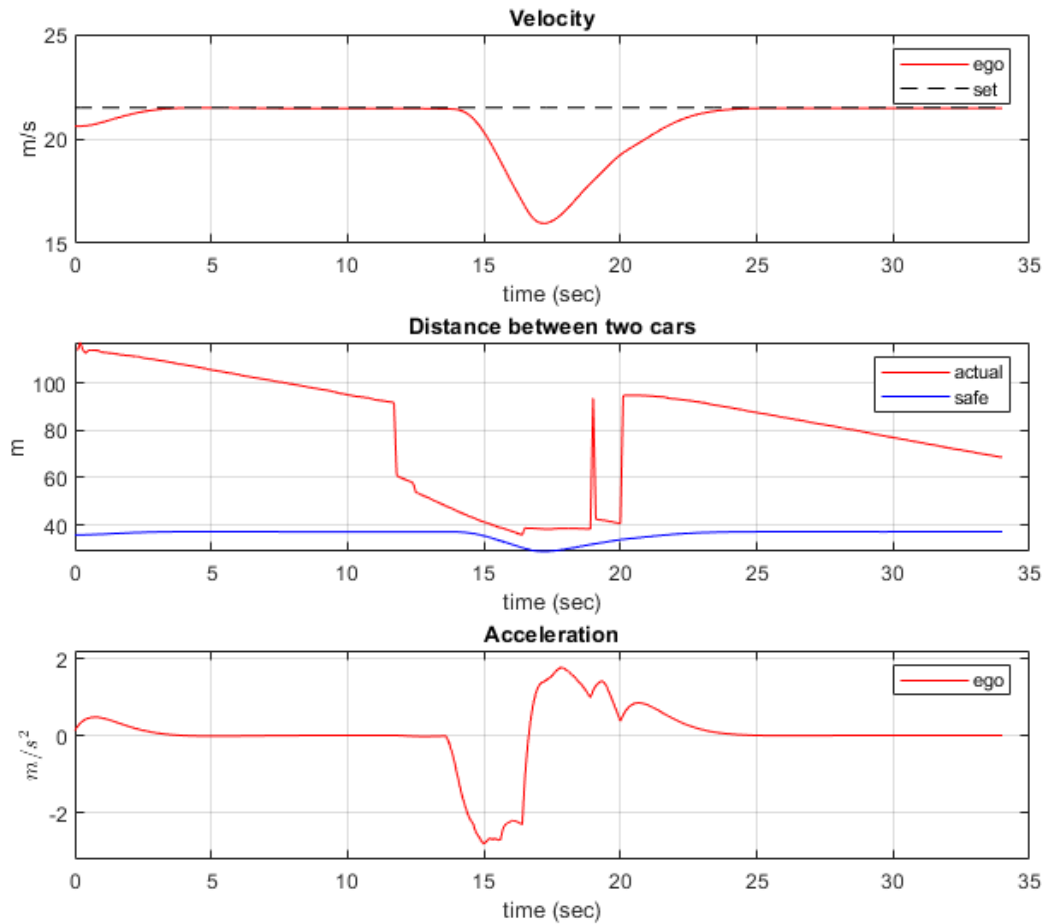 Velocity
25
20
15
m/s
ego
set
0 5 10 15 20 25 30 35
time (sec)
Distance between two cars
100
80
60
40
m
actual
safe
0 5 10 15 20 25 30 35
time (sec)
Acceleration
2
0
-2
m/s²
ego
0 5 10 15 20 25 30 35
time (sec)